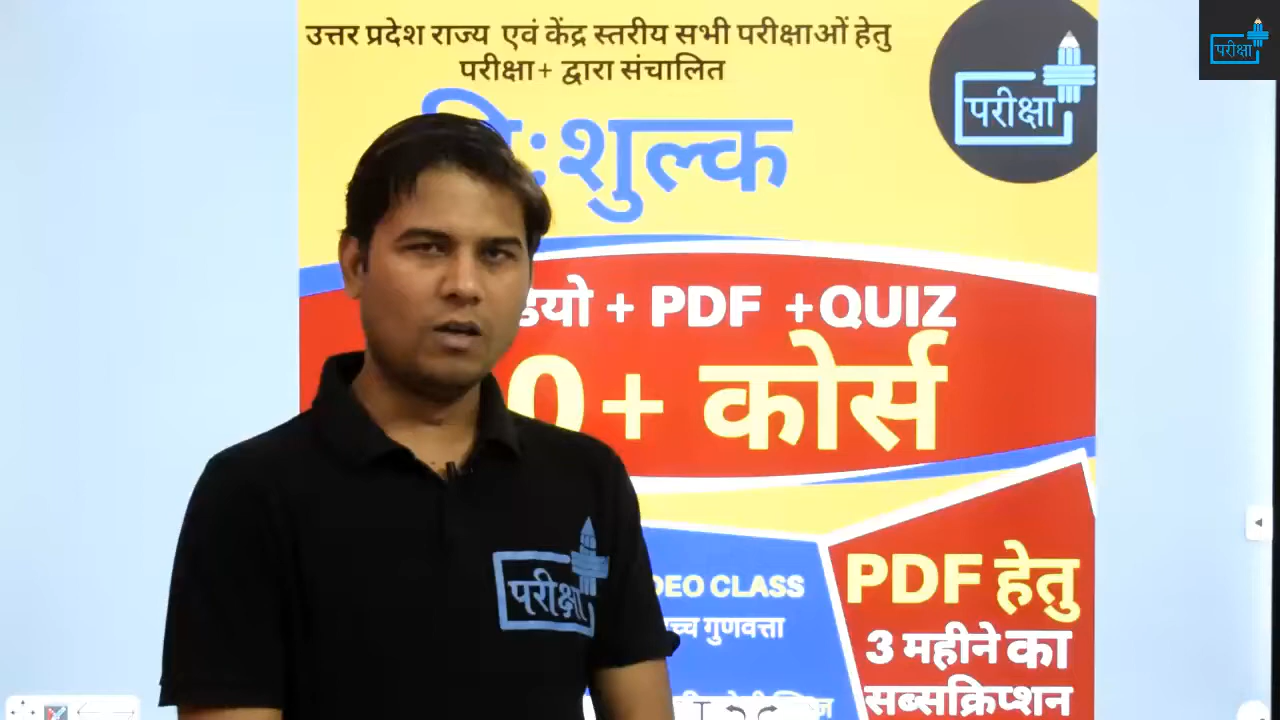 उत्तर प्रदेश राज्य एवं केंद्र स्तरीय सभी परीक्षाओं हेतु
परीक्षा+ द्वारा संचालित
परीक्षा
परीक्षा
शुल्क
+ PDF +QUIZ
0+ कोर्स
परीक्षा
CLASS
गुणवत्ता
PDF हेतु
3 महीने का
सब्सक्रिप्शन